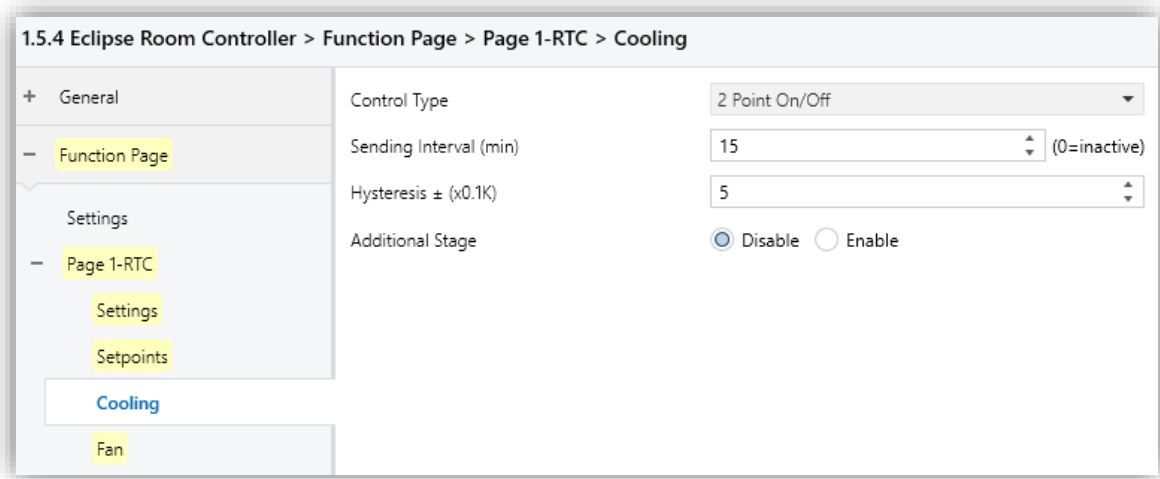 1.5.4 Eclipse Room Controller > Function Page > Page 1-RTC > Cooling
+ General
− Function Page
Settings
− Page 1-RTC
Settings
Setpoints
Cooling
Fan
Control Type 2 Point On/Off
Sending Interval (min) 15 (0=inactive)
Hysteresis ± (x0.1K) 5
Additional Stage Disable Enable